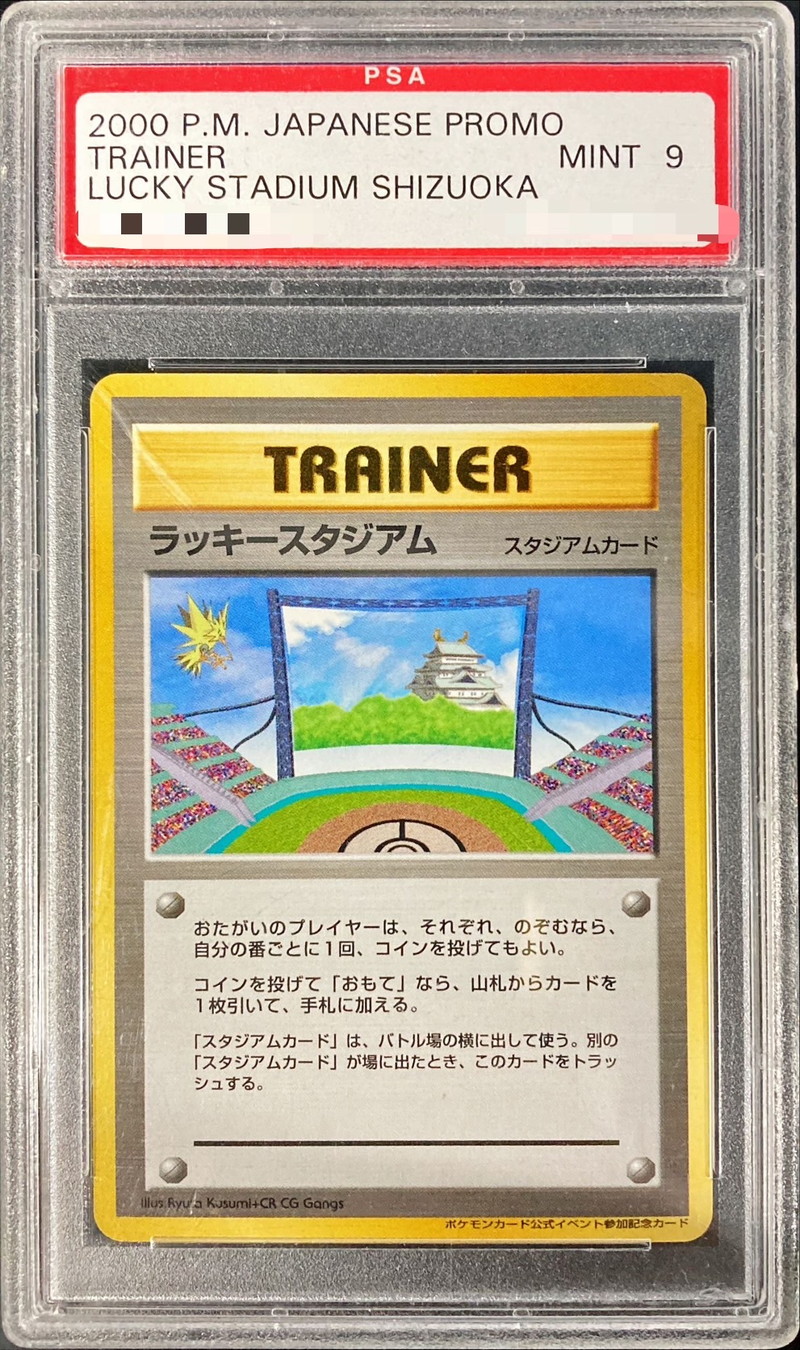 PSA
2000 P.M. JAPANESE PROMO
TRAINER MINT 9
LUCKY STADIUM SHIZUOKA
TRAINER
ラッキースタジアム スタジアムカード
おたがいのプレイヤーは、それぞれ、のぞむなら、
自分の番ごとに1回、コインを投げてもよい。
コインを投げて「おもて」なら、山札からカードを
1枚引いて、手札に加える。
「スタジアムカード」は、バトル場の横に出して使う。別の
「スタジアムカード」が場に出たとき、このカードをトラッ
シュする。
Illus.Ryuta Kusumi+CR CG Gangs
ポケモンカード公式イベント参加記念カード